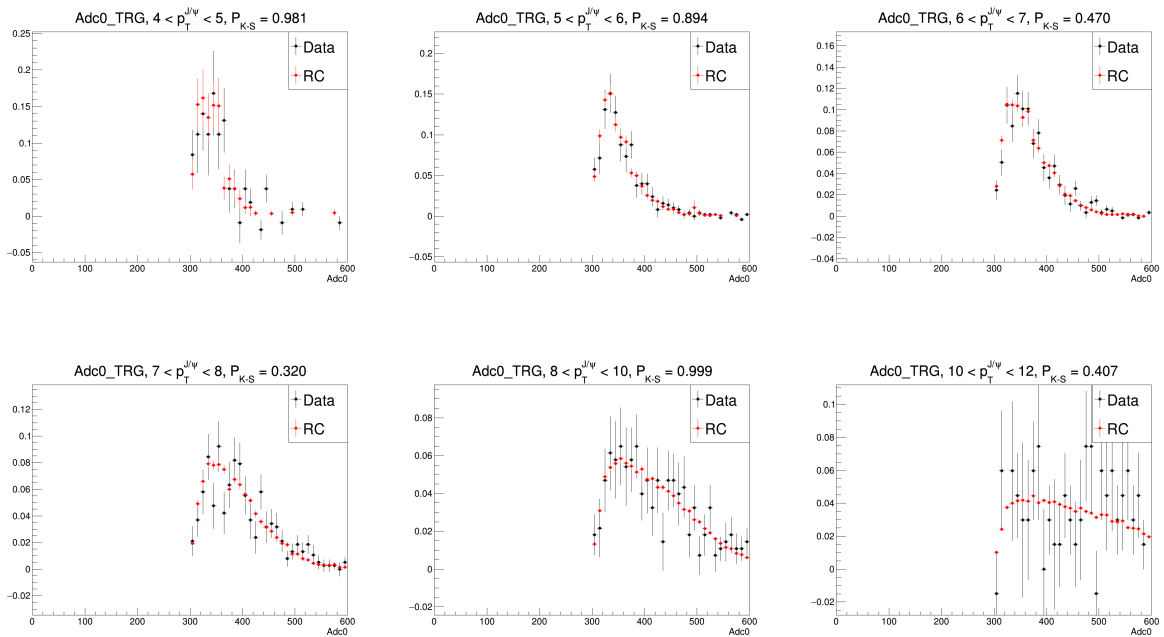 Adc0_TRG, 4 < p_T^J/ψ < 5, P_K-S = 0.981
Data
RC
0.25
0.2
0.15
0.1
0.05
0
−0.05
0 100 200 300 400 500 600
Adc0
Adc0_TRG, 5 < p_T^J/ψ < 6, P_K-S = 0.894
Data
RC
0.2
0.15
0.1
0.05
0
−0.05
0 100 200 300 400 500 600
Adc0
Adc0_TRG, 6 < p_T^J/ψ < 7, P_K-S = 0.470
Data
RC
0.16
0.14
0.12
0.1
0.08
0.06
0.04
0.02
0
−0.02
−0.04
0 100 200 300 400 500 600
Adc0
Adc0_TRG, 7 < p_T^J/ψ < 8, P_K-S = 0.320
Data
RC
0.12
0.1
0.08
0.06
0.04
0.02
0
−0.02
0 100 200 300 400 500 600
Adc0
Adc0_TRG, 8 < p_T^J/ψ < 10, P_K-S = 0.999
Data
RC
0.08
0.06
0.04
0.02
0
−0.02
0 100 200 300 400 500 600
Adc0
Adc0_TRG, 10 < p_T^J/ψ < 12, P_K-S = 0.407
Data
RC
0.1
0.08
0.06
0.04
0.02
0
−0.02
0 100 200 300 400 500 600
Adc0